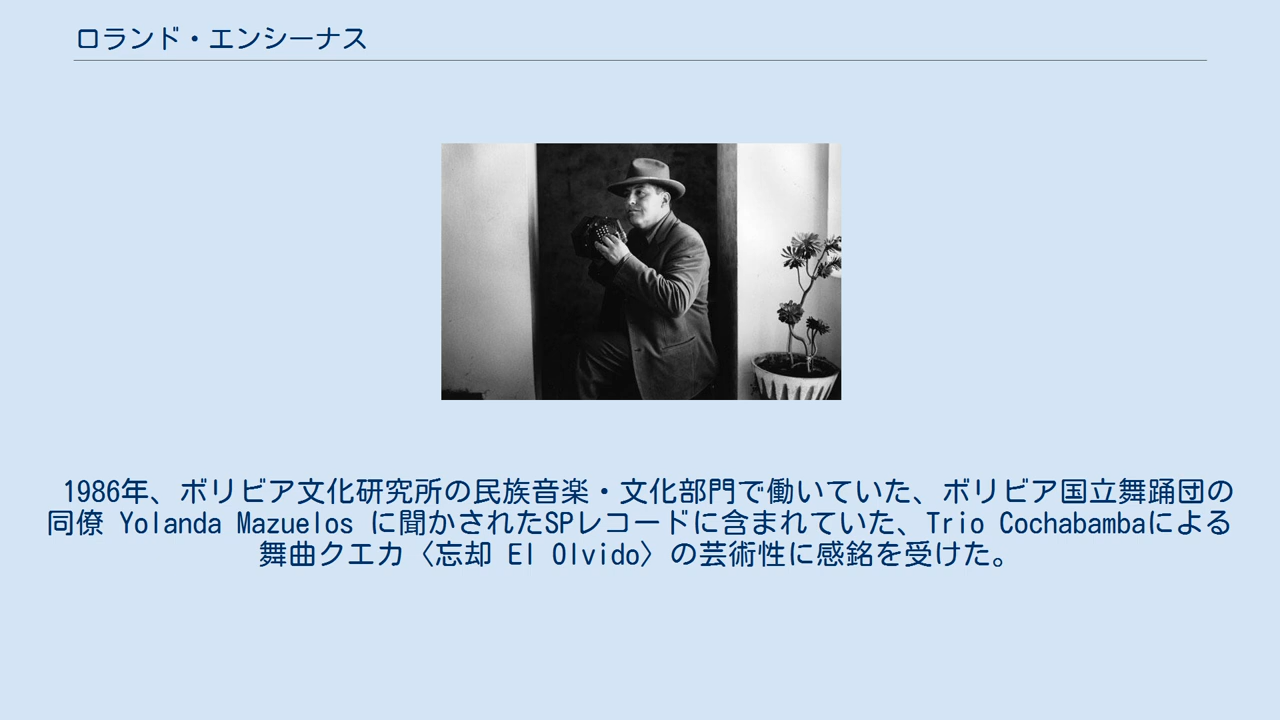 ロランド・エンシーナス
1986年、ボリビア文化研究所の民族音楽・文化部門で働いていた、ボリビア国立舞踊団の
同僚 Yolanda Mazuelos に聞かされたSPレコードに含まれていた、Trio Cochabambaによる
舞曲クエカ〈忘却 El Olvido〉の芸術性に感銘を受けた。